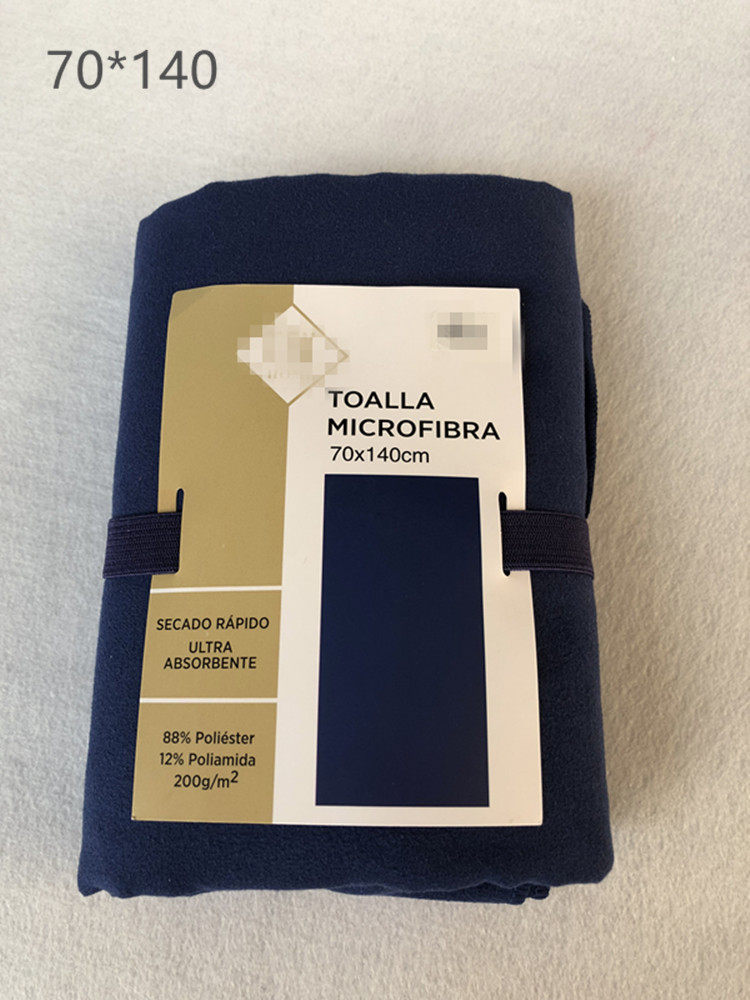 70*140
TOALLA
MICROFIBRA
70x140cm
SECADO RÁPIDO
ULTRA
ABSORBENTE
88% Poliéster
12% Poliamida
200g/m²